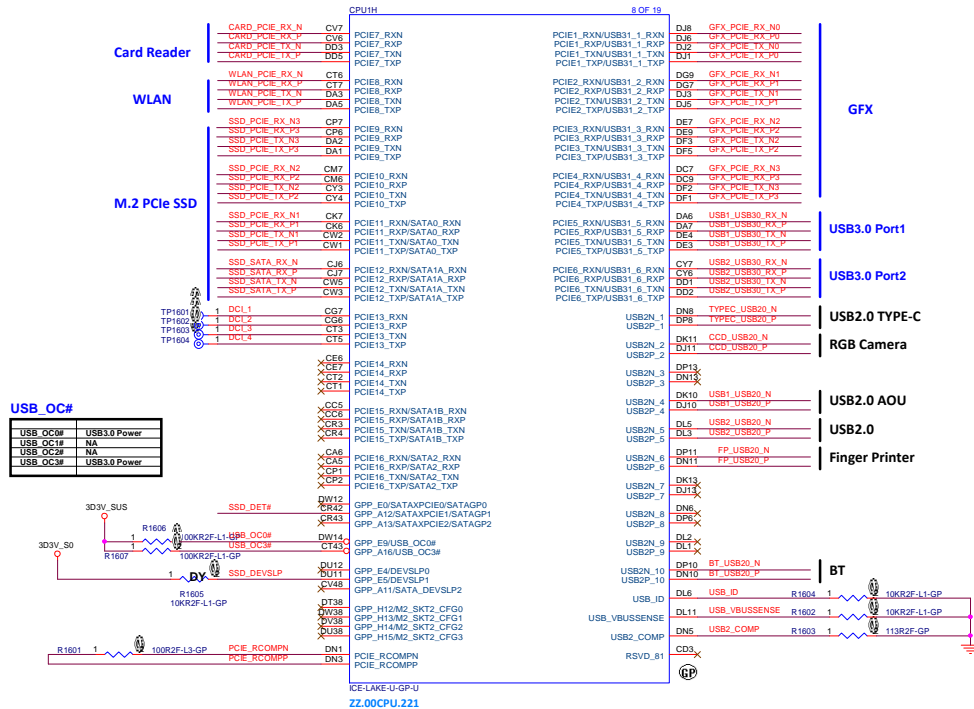 CPU1H 8 OF 19
Card Reader
CARD_PCIE_RX_N CV7 PCIE7_RXN
CARD_PCIE_RX_P CV6 PCIE7_RXP
CARD_PCIE_TX_N DD3 PCIE7_TXN
CARD_PCIE_TX_P DD5 PCIE7_TXP
WLAN
WLAN_PCIE_RX_N CT6 PCIE8_RXN
WLAN_PCIE_RX_P CT7 PCIE8_RXP
WLAN_PCIE_TX_N DA3 PCIE8_TXN
WLAN_PCIE_TX_P DA5 PCIE8_TXP
M.2 PCIe SSD
SSD_PCIE_RX_N3 CP7 PCIE9_RXN
SSD_PCIE_RX_P3 CP6 PCIE9_RXP
SSD_PCIE_TX_N3 DA2 PCIE9_TXN
SSD_PCIE_TX_P3 DA1 PCIE9_TXP
SSD_PCIE_RX_N2 CM7 PCIE10_RXN
SSD_PCIE_RX_P2 CM6 PCIE10_RXP
SSD_PCIE_TX_N2 CY3 PCIE10_TXN
SSD_PCIE_TX_P2 CY4 PCIE10_TXP
SSD_PCIE_RX_N1 CK7 PCIE11_RXN/SATA0_RXN
SSD_PCIE_RX_P1 CK6 PCIE11_RXP/SATA0_RXP
SSD_PCIE_TX_N1 CW2 PCIE11_TXN/SATA0_TXN
SSD_PCIE_TX_P1 CW1 PCIE11_TXP/SATA0_TXP
SSD_SATA_RX_N CJ6 PCIE12_RXN/SATA1A_RXN
SSD_SATA_RX_P CJ7 PCIE12_RXP/SATA1A_RXP
SSD_SATA_TX_N CW5 PCIE12_TXN/SATA1A_TXN
SSD_SATA_TX_P CW3 PCIE12_TXP/SATA1A_TXP
TP1601 1 DCI_1 CG7 PCIE13_RXN
TP1602 1 DCI_2 CG6 PCIE13_RXP
TP1603 1 DCI_3 CT3 PCIE13_TXN
TP1604 1 DCI_4 CT5 PCIE13_TXP
CE6 PCIE14_RXN
CE7 PCIE14_RXP
CT2 PCIE14_TXN
CT1 PCIE14_TXP
CC5 PCIE15_RXN/SATA1B_RXN
CC6 PCIE15_RXP/SATA1B_RXP
CR3 PCIE15_TXN/SATA1B_TXN
CR4 PCIE15_TXP/SATA1B_TXP
CA6 PCIE16_RXN/SATA2_RXN
CA5 PCIE16_RXP/SATA2_RXP
CP1 PCIE16_TXN/SATA2_TXN
CP2 PCIE16_TXP/SATA2_TXP
USB_OC#
USB_OC0# USB3.0 Power
USB_OC1# NA
USB_OC2# NA
USB_OC3# USB3.0 Power
DW12 GPP_E0/SATAXPCIE0/SATAGP0
SSD_DET# CR42 GPP_A12/SATAXPCIE1/SATAGP1
CR43 GPP_A13/SATAXPCIE2/SATAGP2
3D3V_SUS
R1606 1 100KR2F-L1-GP USB_OC0# DW14 GPP_E9/USB_OC0#
R1607 1 100KR2F-L1-GP USB_OC3# CT43 GPP_A16/USB_OC3#
3D3V_S0
DU12 GPP_E4/DEVSLP0
1 DY SSD_DEVSLP DU11 GPP_E5/DEVSLP1
R1605
10KR2F-L1-GP
CV48 GPP_A11/SATA_DEVSLP2
DT38 GPP_H12/M2_SKT2_CFG0
DW38 GPP_H13/M2_SKT2_CFG1
DV38 GPP_H14/M2_SKT2_CFG2
DU38 GPP_H15/M2_SKT2_CFG3
R1601 1 100R2F-L3-GP PCIE_RCOMPN DN1 PCIE_RCOMPN
PCIE_RCOMPP DN3 PCIE_RCOMPP
PCIE1_RXN/USB31_1_RXN DJ8 GFX_PCIE_RX_N0
PCIE1_RXP/USB31_1_RXP DJ6 GFX_PCIE_RX_P0
PCIE1_TXN/USB31_1_TXN DJ2 GFX_PCIE_TX_N0
PCIE1_TXP/USB31_1_TXP DJ1 GFX_PCIE_TX_P0
PCIE2_RXN/USB31_2_RXN DG9 GFX_PCIE_RX_N1
PCIE2_RXP/USB31_2_RXP DG7 GFX_PCIE_RX_P1
PCIE2_TXN/USB31_2_TXN DJ3 GFX_PCIE_TX_N1
PCIE2_TXP/USB31_2_TXP DJ5 GFX_PCIE_TX_P1
GFX
PCIE3_RXN/USB31_3_RXN DE7 GFX_PCIE_RX_N2
PCIE3_RXP/USB31_3_RXP DE9 GFX_PCIE_RX_P2
PCIE3_TXN/USB31_3_TXN DF3 GFX_PCIE_TX_N2
PCIE3_TXP/USB31_3_TXP DF5 GFX_PCIE_TX_P2
PCIE4_RXN/USB31_4_RXN DC7 GFX_PCIE_RX_N3
PCIE4_RXP/USB31_4_RXP DC9 GFX_PCIE_RX_P3
PCIE4_TXN/USB31_4_TXN DF2 GFX_PCIE_TX_N3
PCIE4_TXP/USB31_4_TXP DF1 GFX_PCIE_TX_P3
PCIE5_RXN/USB31_5_RXN DA6 USB1_USB30_RX_N
PCIE5_RXP/USB31_5_RXP DA7 USB1_USB30_RX_P
PCIE5_TXN/USB31_5_TXN DE4 USB1_USB30_TX_N
PCIE5_TXP/USB31_5_TXP DE3 USB1_USB30_TX_P
USB3.0 Port1
PCIE6_RXN/USB31_6_RXN CY7 USB2_USB30_RX_N
PCIE6_RXP/USB31_6_RXP CY6 USB2_USB30_RX_P
PCIE6_TXN/USB31_6_TXN DD1 USB2_USB30_TX_N
PCIE6_TXP/USB31_6_TXP DD2 USB2_USB30_TX_P
USB3.0 Port2
USB2N_1 DN8 TYPEC_USB20_N
USB2P_1 DP8 TYPEC_USB20_P
USB2.0 TYPE-C
USB2N_2 DK11 CCD_USB20_N
USB2P_2 DJ11 CCD_USB20_P
RGB Camera
USB2N_3 DP13
USB2P_3 DN13
USB2N_4 DK10 USB1_USB20_N
USB2P_4 DJ10 USB1_USB20_P
USB2.0 AOU
USB2N_5 DL5 USB2_USB20_N
USB2P_5 DL3 USB2_USB20_P
USB2.0
USB2N_6 DP11 FP_USB20_N
USB2P_6 DN11 FP_USB20_P
Finger Printer
USB2N_7 DK13
USB2P_7 DJ13
USB2N_8 DN6
USB2P_8 DP6
USB2N_9 DL2
USB2P_9 DL1
USB2N_10 DP10 BT_USB20_N
USB2P_10 DN10 BT_USB20_P
BT
USB_ID DL6 USB_ID R1604 1 10KR2F-L1-GP
USB_VBUSSENSE DL11 USB_VBUSSENSE R1602 1 10KR2F-L1-GP
USB2_COMP DN5 USB2_COMP R1603 1 113R2F-GP
RSVD_81 CD3
GP
ICE-LAKE-U-GP-U
ZZ.00CPU.221